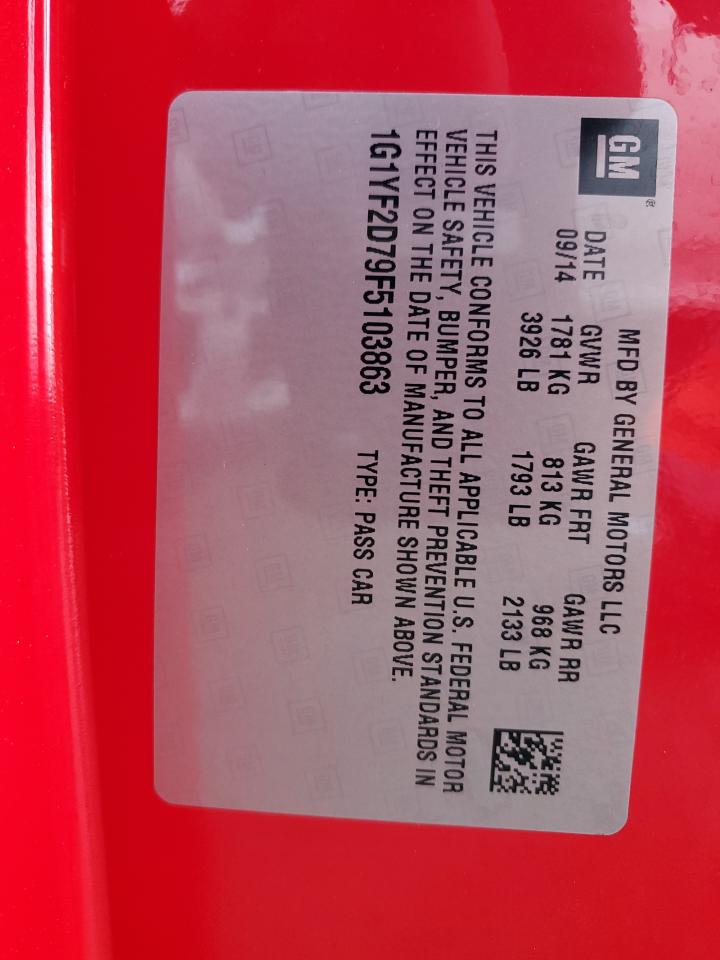 GM®
MFD BY GENERAL MOTORS LLC
DATE GVWR GAWR FRT GAWR RR
09/14 1781 KG 813 KG 968 KG
3926 LB 1793 LB 2133 LB
THIS VEHICLE CONFORMS TO ALL APPLICABLE U.S. FEDERAL MOTOR
VEHICLE SAFETY, BUMPER, AND THEFT PREVENTION STANDARDS IN
EFFECT ON THE DATE OF MANUFACTURE SHOWN ABOVE.
1G1YF2D79F5103863 TYPE: PASS CAR